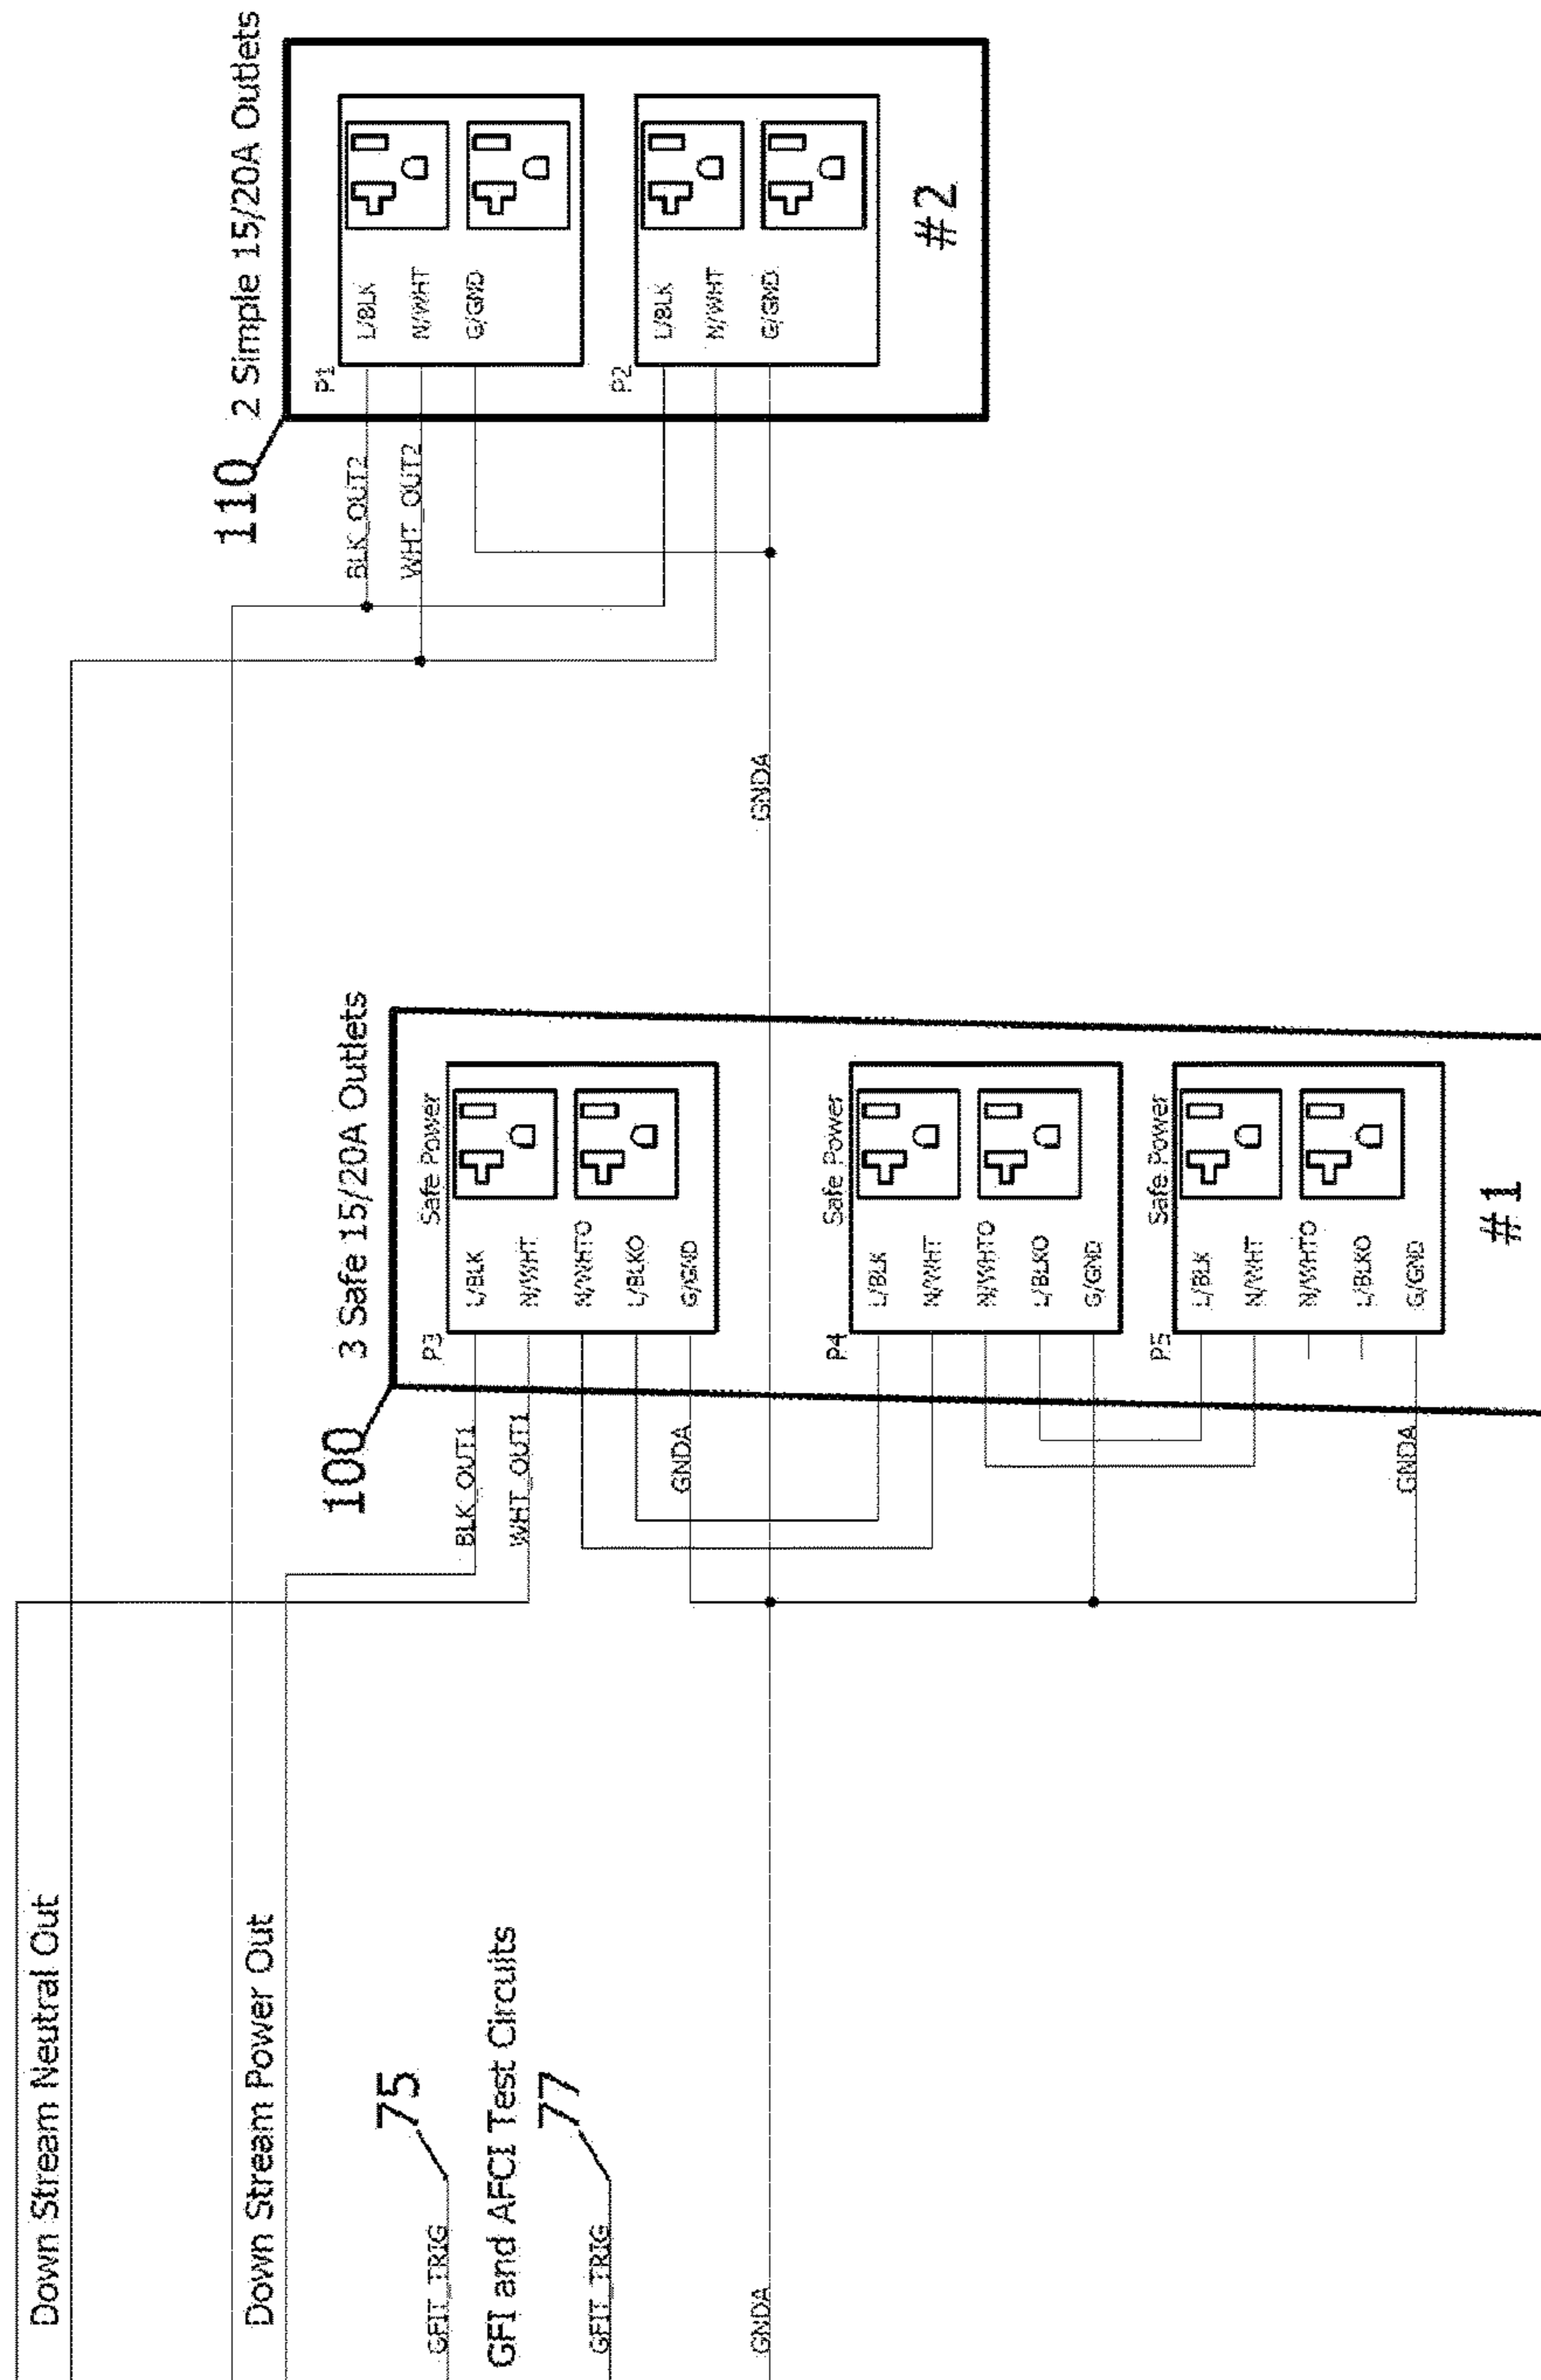 Down Stream Neutral Out
Down Stream Power Out
75
GFIT_TRIG
GFI and AFCI Test Circuits
77
GFIT_TRIG
GNDA
100
3 Safe 15/20A Outlets
BLK_OUT1
WHT_OUT1
GNDA
P3
Safe Power
L/BLK
N/WHT
N/WHTO
L/BLKO
G/GND
P4
Safe Power
L/BLK
N/WHT
N/WHTO
L/BLKO
G/GND
P5
Safe Power
L/BLK
N/WHT
N/WHTO
L/BLKO
G/GND
GNDA
#1
GNDA
110
2 Simple 15/20A Outlets
BLK_OUT2
WHT_OUT2
P1
L/BLK
N/WHT
G/GND
P2
L/BLK
N/WHT
G/GND
#2